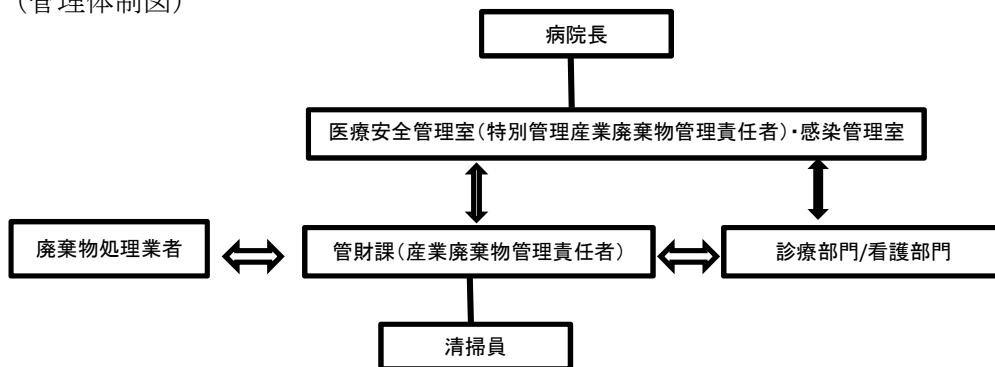 (管理体制図)
病院長
医療安全管理室(特別管理産業廃棄物管理責任者)・感染管理室
廃棄物処理業者
管財課(産業廃棄物管理責任者)
診療部門/看護部門
清掃員